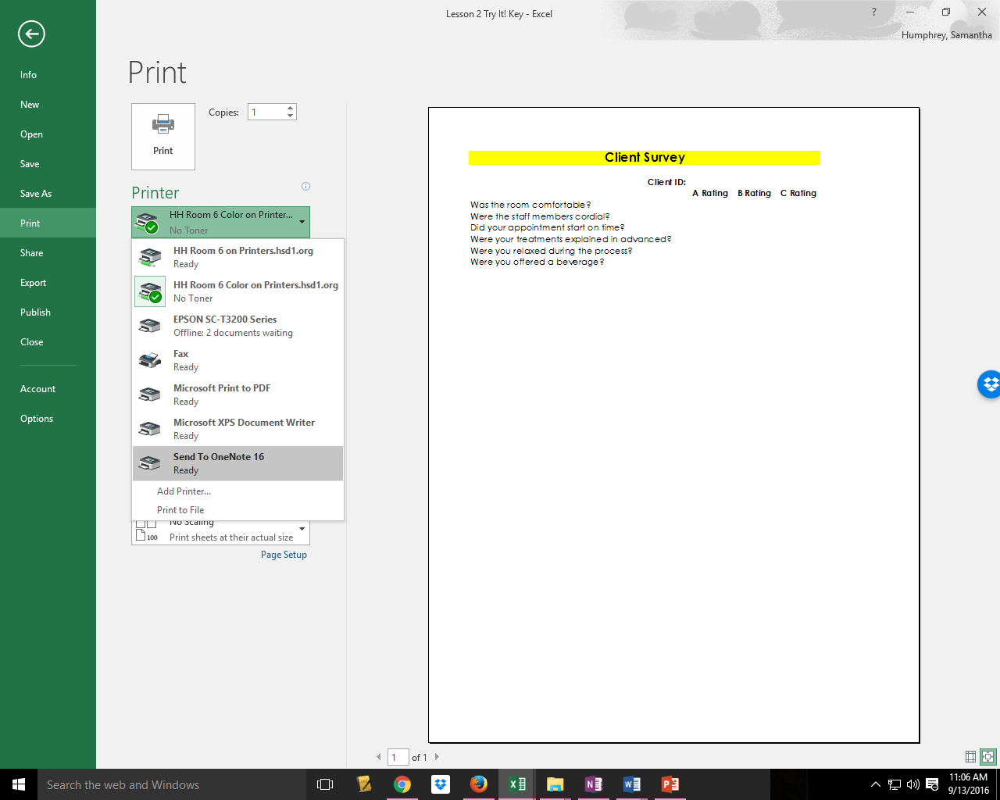 Lesson 2 Try It! Key - Excel
?
Humphrey, Samantha
Info
New
Open
Save
Save As
Print
Share
Export
Publish
Close
Account
Options
Print
Print
Copies: 1
Printer
HH Room 6 Color on Printer...
No Toner
HH Room 6 on Printers.hsd1.org
Ready
HH Room 6 Color on Printers.hsd1.org
No Toner
EPSON SC-T3200 Series
Offline: 2 documents waiting
Fax
Ready
Microsoft Print to PDF
Ready
Microsoft XPS Document Writer
Ready
Send To OneNote 16
Ready
Add Printer...
Print to File
No Scaling
100 Print sheets at their actual size
Page Setup
Client Survey
Client ID:
A Rating B Rating C Rating
Was the room comfortable?
Were the staff members cordial?
Did your appointment start on time?
Were your treatments explained in advanced?
Were you relaxed during the process?
Were you offered a beverage?
1 of 1
Search the web and Windows
11:06 AM
9/13/2016